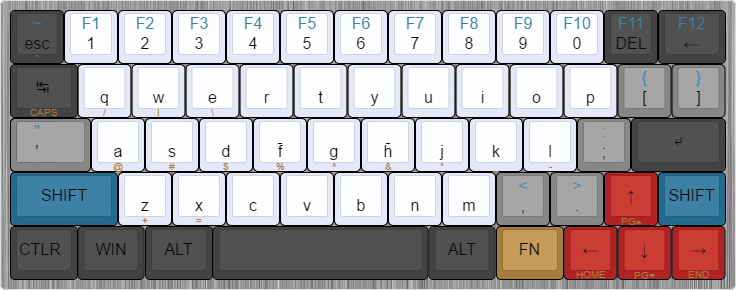 ~ F1 F2 F3 F4 F5 F6 F7 F8 F9 F10 F11 F12
esc 1 2 3 4 5 6 7 8 9 0 DEL ←
`
{ }
↹ q w e r t y u i o p [ ]
CAPS / | \
" :
' a s d f̄ g h̄ j k l ; ↵
@ # $ % ^ & * -
SHIFT < > ↑ SHIFT
z x c v b n m , .
+ = PG▲
CTLR WIN ALT ALT FN ← ↓ →
HOME PG▼ END